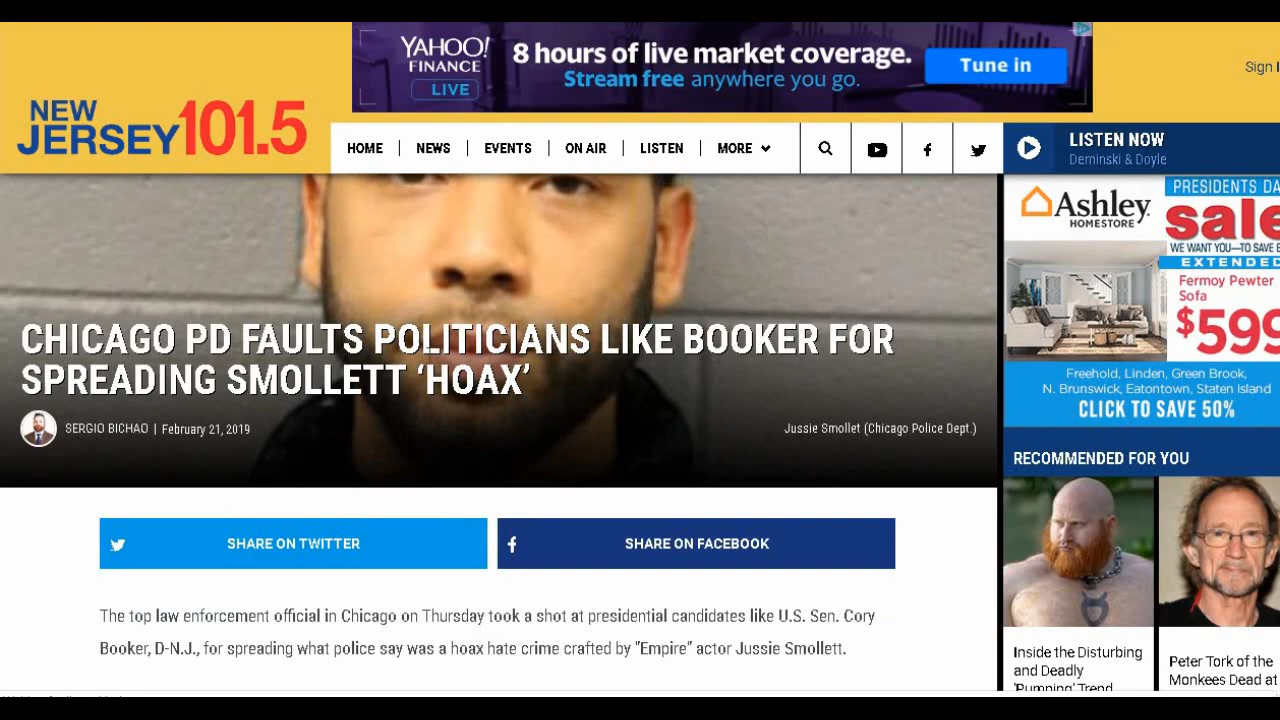 YAHOO!
FINANCE
LIVE
8 hours of live market coverage.
Stream free anywhere you go.
Tune in
Sign
NEW
JERSEY 101.5
HOME
NEWS
EVENTS
ON AIR
LISTEN
MORE
LISTEN NOW
Deminski & Doyle
CHICAGO PD FAULTS POLITICIANS LIKE BOOKER FOR
SPREADING SMOLLETT ‘HOAX’
SERGIO BICHAO | February 21, 2019
Jussie Smollet (Chicago Police Dept.)
SHARE ON TWITTER
SHARE ON FACEBOOK
The top law enforcement official in Chicago on Thursday took a shot at presidential candidates like U.S. Sen. Cory
Booker, D-N.J., for spreading what police say was a hoax hate crime crafted by "Empire" actor Jussie Smollett.
Ashley
HOMESTORE
PRESIDENTS DA
sale
WE WANT YOU—TO SAVE
EXTENDED
Fermoy Pewter
Sofa
$599
Freehold, Linden, Green Brook,
N. Brunswick, Eatontown, Staten Island
CLICK TO SAVE 50%
RECOMMENDED FOR YOU
Inside the Disturbing
and Deadly
'Pumping' Trend
Peter Tork of the
Monkees Dead at